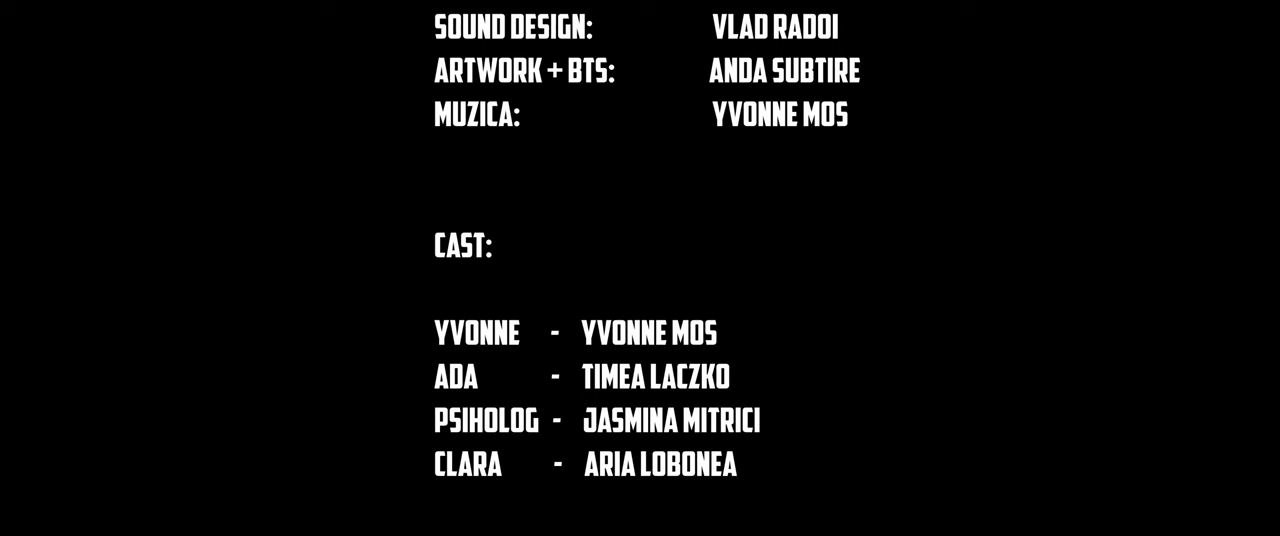 SOUND DESIGN: VLAD RADOI
ARTWORK + BTS: ANDA SUBTIRE
MUZICA: YVONNE MOS
CAST:
YVONNE - YVONNE MOS
ADA - TIMEA LACZKO
PSIHOLOG - JASMINA MITRICI
CLARA - ARIA LOBONEA